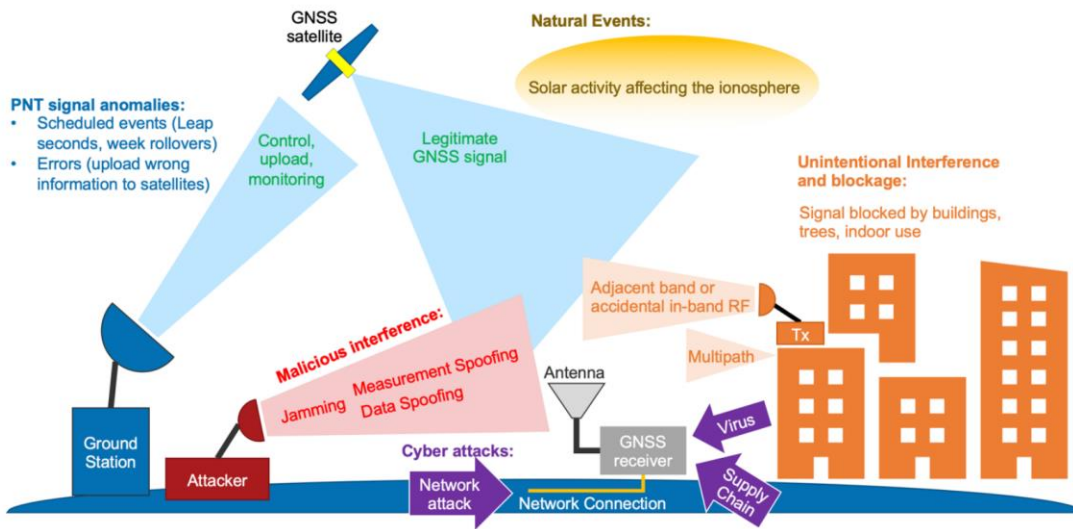 GNSS
satellite
Natural Events:
Solar activity affecting the ionosphere
PNT signal anomalies:
• Scheduled events (Leap
seconds, week rollovers)
• Errors (upload wrong
information to satellites)
Control,
upload,
monitoring
Legitimate
GNSS signal
Unintentional Interference
and blockage:
Signal blocked by buildings,
trees, indoor use
Adjacent band or
accidental in-band RF
Tx
Multipath
Malicious interference:
Jamming
Measurement Spoofing
Data Spoofing
Antenna
GNSS
receiver
Virus
Supply
Chain
Cyber attacks:
Network
attack
Network Connection
Ground
Station
Attacker